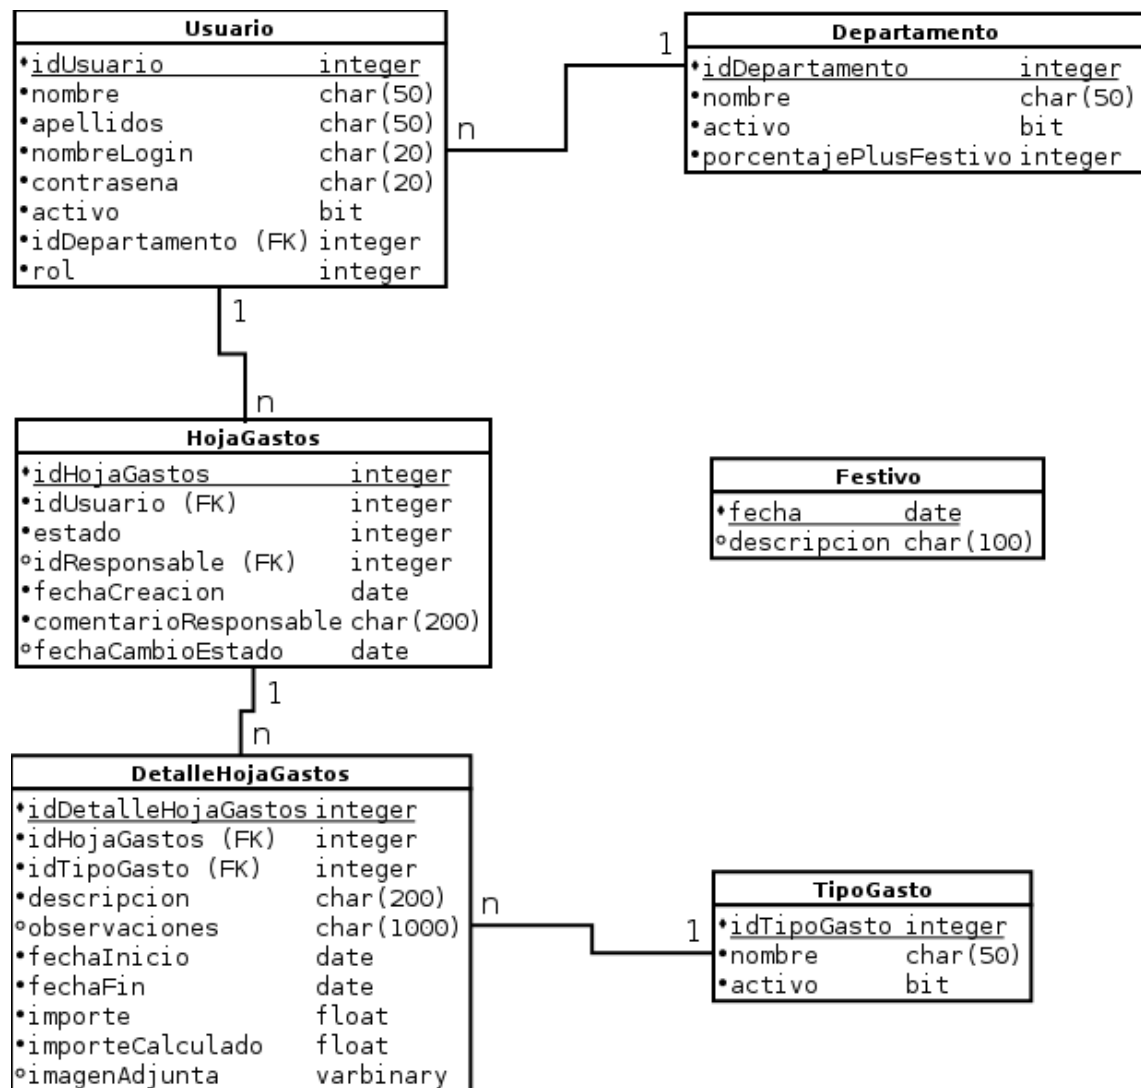 Usuario
idUsuario integer
nombre char(50)
apellidos char(50)
nombreLogin char(20)
contrasena char(20)
activo bit
idDepartamento (FK) integer
rol integer
n
1
Departamento
idDepartamento integer
nombre char(50)
activo bit
porcentajePlusFestivo integer
1
n
HojaGastos
idHojaGastos integer
idUsuario (FK) integer
estado integer
idResponsable (FK) integer
fechaCreacion date
comentarioResponsable char(200)
fechaCambioEstado date
Festivo
fecha date
descripcion char(100)
1
n
DetalleHojaGastos
idDetalleHojaGastos integer
idHojaGastos (FK) integer
idTipoGasto (FK) integer
descripcion char(200)
observaciones char(1000)
fechaInicio date
fechaFin date
importe float
importeCalculado float
imagenAdjunta varbinary
n
1
TipoGasto
idTipoGasto integer
nombre char(50)
activo bit